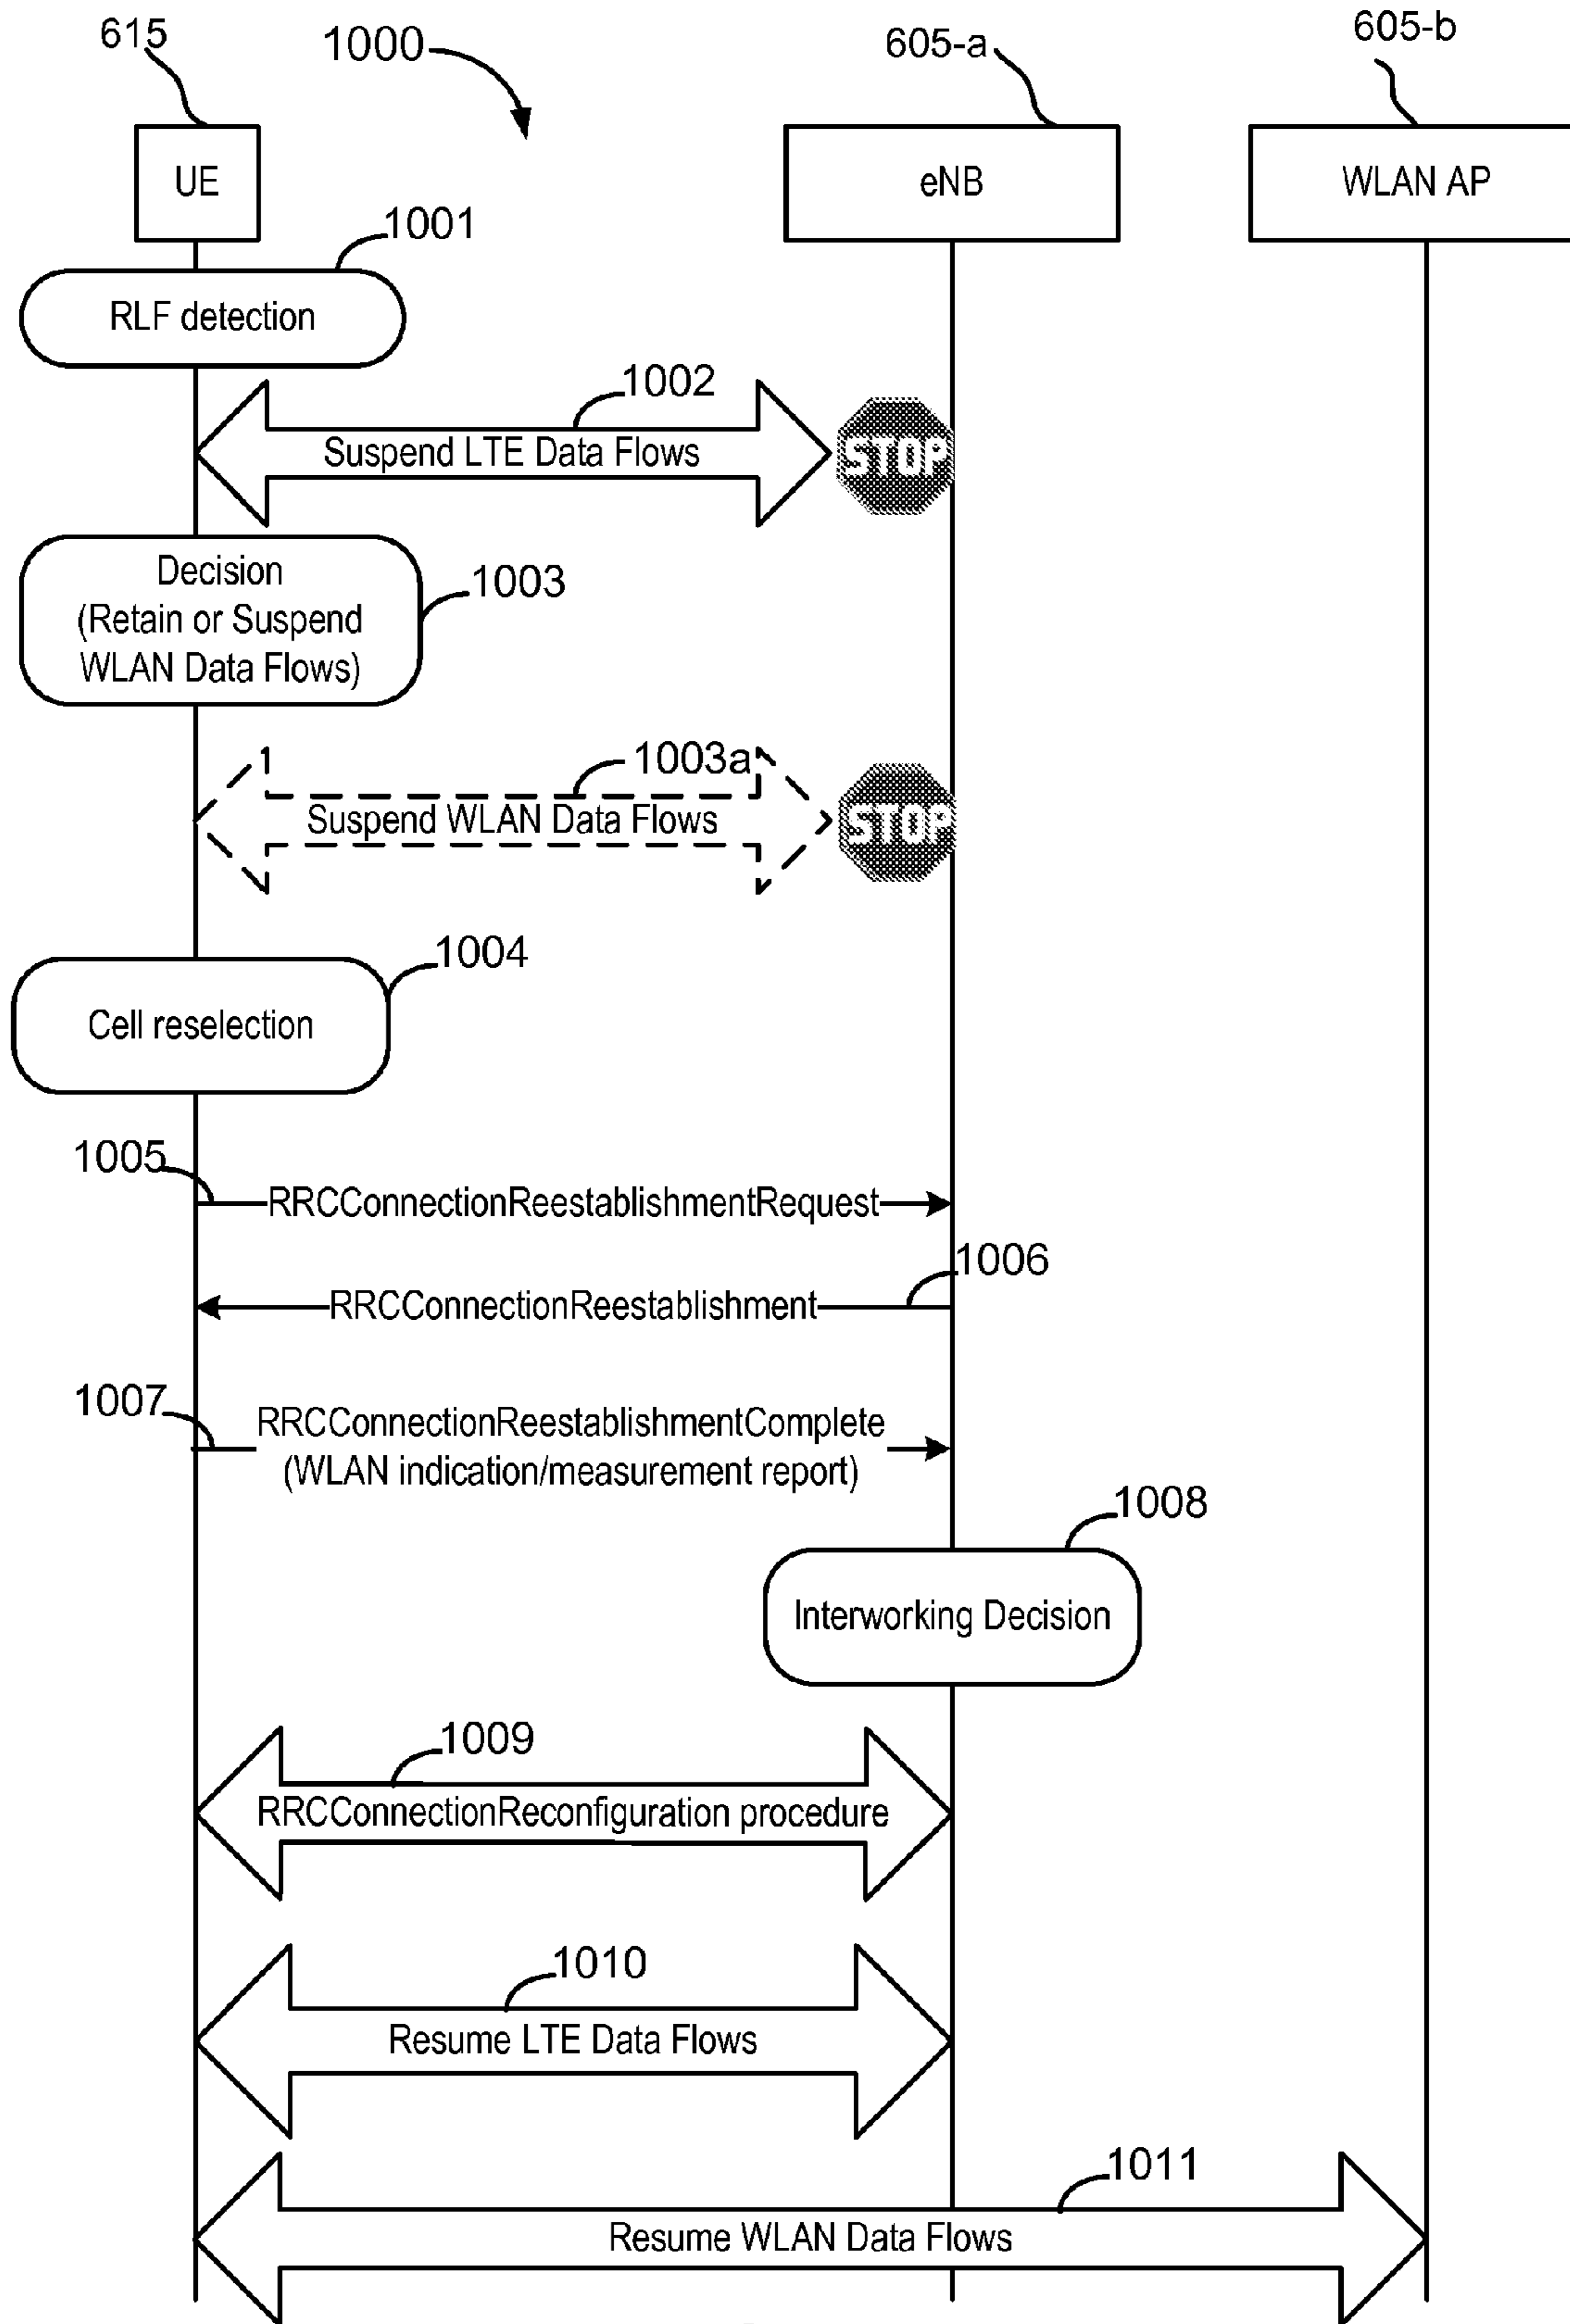 615
1000
605-a
605-b
UE
eNB
WLAN AP
1001
RLF detection
1002
Suspend LTE Data Flows
STOP
Decision
(Retain or Suspend
WLAN Data Flows)
1003
1003a
Suspend WLAN Data Flows
STOP
1004
Cell reselection
1005
RRCConnectionReestablishmentRequest
1006
RRCConnectionReestablishment
1007
RRCConnectionReestablishmentComplete
(WLAN indication/measurement report)
1008
Interworking Decision
1009
RRCConnectionReconfiguration procedure
1010
Resume LTE Data Flows
1011
Resume WLAN Data Flows